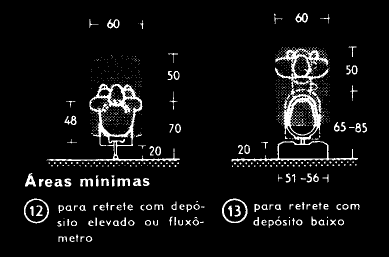 60
50
48
70
20
60
50
65-85
20
51-56
Áreas mínimas
12 para retrete com depó-
sito elevado ou fluxô-
metro
13 para retrete com
depósito baixo